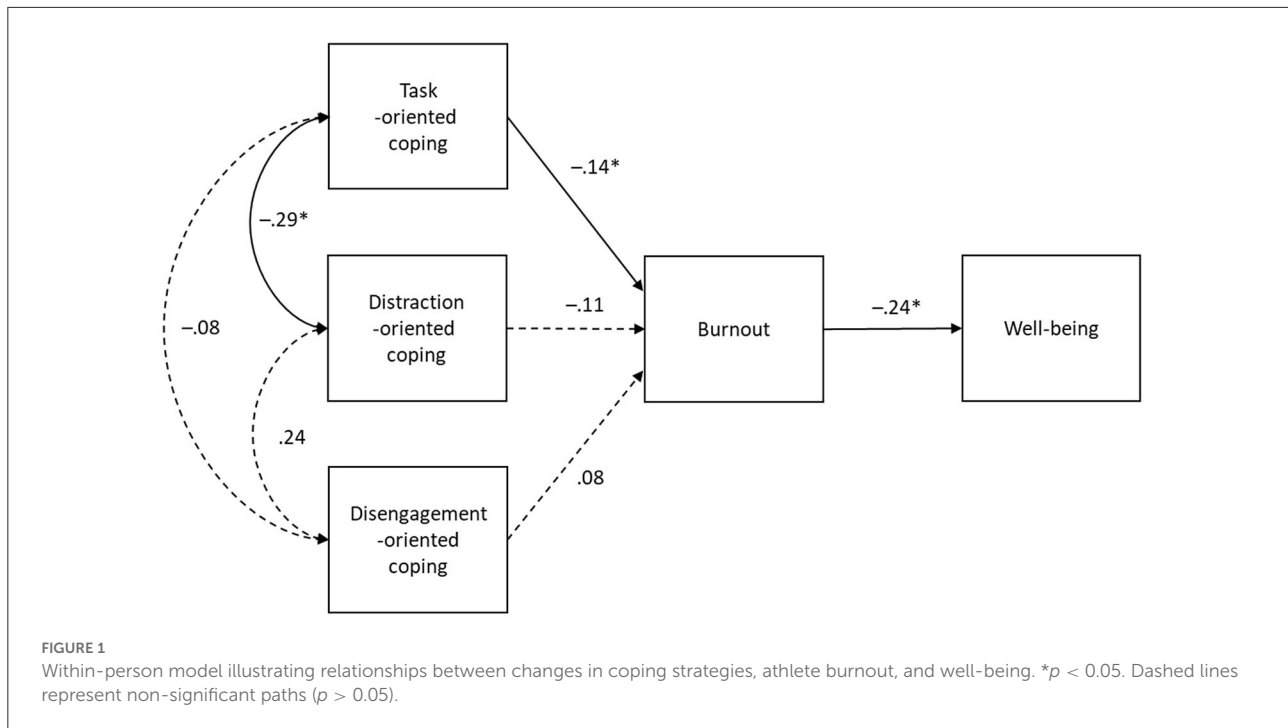 Task
-oriented
coping
–.14*
–.29*
Distraction
-oriented
coping
–.11
Burnout
–.24*
Well-being
–.08
.24
.08
Disengagement
-oriented
coping
FIGURE 1
Within-person model illustrating relationships between changes in coping strategies, athlete burnout, and well-being. *p < 0.05. Dashed lines
represent non-significant paths (p > 0.05).